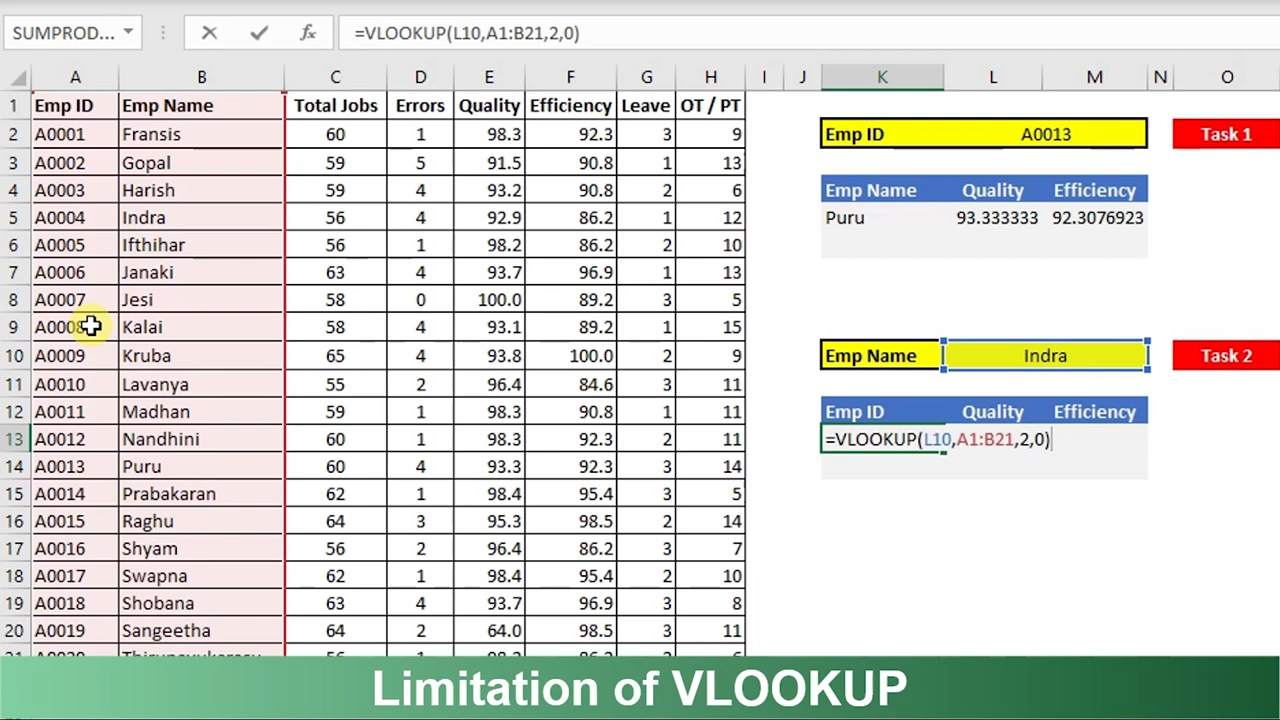 SUMPROD... =VLOOKUP(L10,A1:B21,2,0)
A B C D E F G H I J K L M N O
1 Emp ID Emp Name Total Jobs Errors Quality Efficiency Leave OT / PT
2 A0001 Fransis 60 1 98.3 92.3 3 9 Emp ID A0013 Task 1
3 A0002 Gopal 59 5 91.5 90.8 1 13
4 A0003 Harish 59 4 93.2 90.8 2 6 Emp Name Quality Efficiency
5 A0004 Indra 56 4 92.9 86.2 1 12 Puru 93.333333 92.3076923
6 A0005 Ifthihar 56 1 98.2 86.2 2 10
7 A0006 Janaki 63 4 93.7 96.9 1 13
8 A0007 Jesi 58 0 100.0 89.2 3 5
9 A0008 Kalai 58 4 93.1 89.2 1 15
10 A0009 Kruba 65 4 93.8 100.0 2 9 Emp Name Indra Task 2
11 A0010 Lavanya 55 2 96.4 84.6 3 11
12 A0011 Madhan 59 1 98.3 90.8 1 11 Emp ID Quality Efficiency
13 A0012 Nandhini 60 1 98.3 92.3 2 11 =VLOOKUP(L10,A1:B21,2,0)
14 A0013 Puru 60 4 93.3 92.3 3 14
15 A0014 Prabakaran 62 1 98.4 95.4 3 5
16 A0015 Raghu 64 3 95.3 98.5 2 14
17 A0016 Shyam 56 2 96.4 86.2 3 7
18 A0017 Swapna 62 1 98.4 95.4 2 10
19 A0018 Shobana 63 4 93.7 96.9 3 8
20 A0019 Sangeetha 64 2 64.0 98.5 3 11
Limitation of VLOOKUP